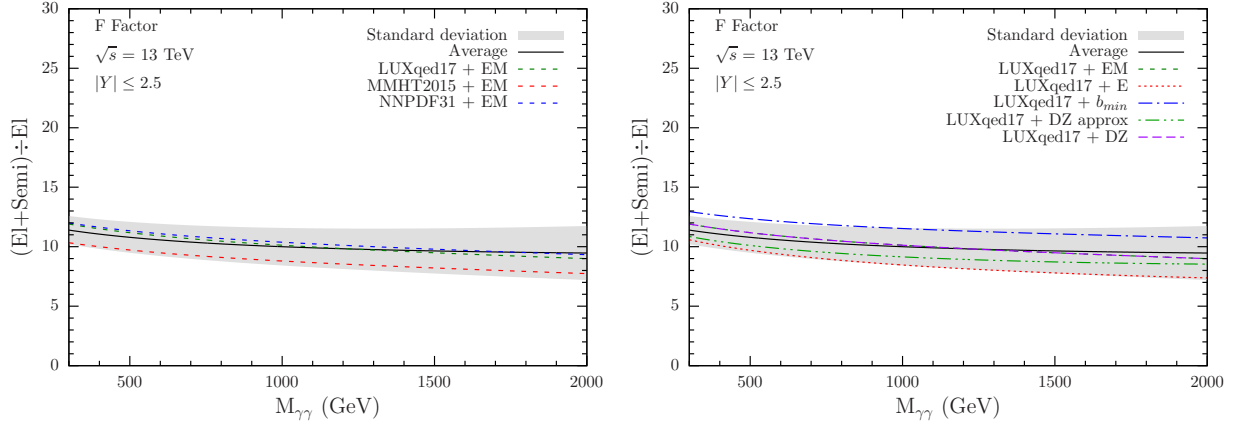 F Factor
√s = 13 TeV
|Y| ≤ 2.5
Standard deviation
Average
LUXqed17 + EM
MMHT2015 + EM
NNPDF31 + EM
(El+Semi)÷El
30
25
20
15
10
5
0
500
1000
1500
2000
M_γγ (GeV)
F Factor
√s = 13 TeV
|Y| ≤ 2.5
Standard deviation
Average
LUXqed17 + EM
LUXqed17 + E
LUXqed17 + b_min
LUXqed17 + DZ approx
LUXqed17 + DZ
(El+Semi)÷El
30
25
20
15
10
5
0
500
1000
1500
2000
M_γγ (GeV)